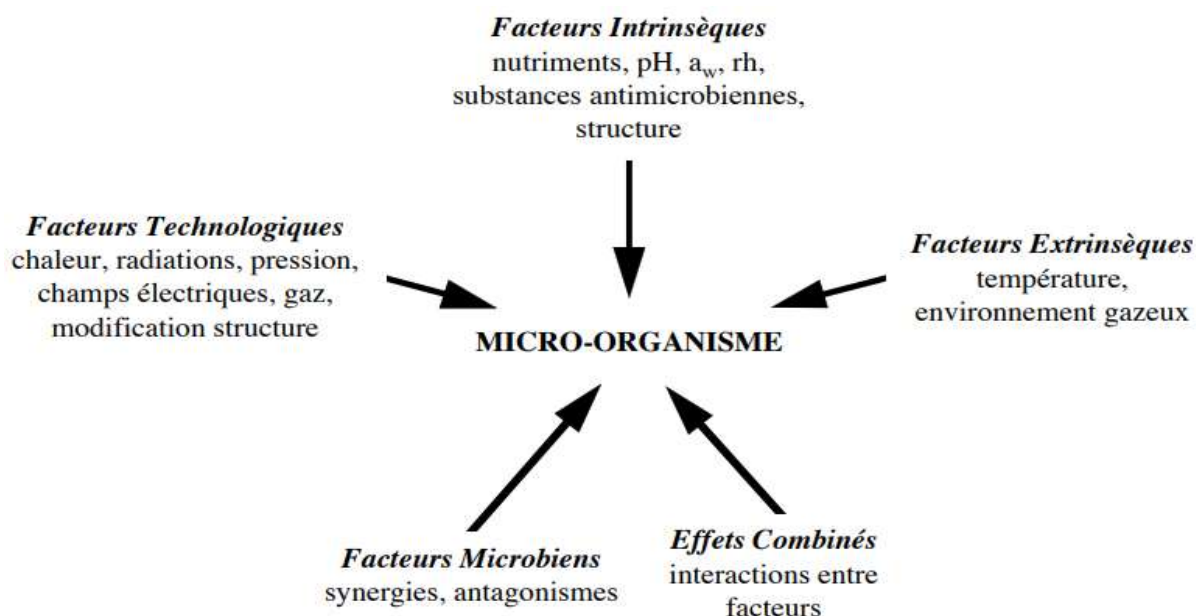 Facteurs Intrinsèques
nutriments, pH, aw, rh,
substances antimicrobiennes,
structure
Facteurs Technologiques
chaleur, radiations, pression,
champs électriques, gaz,
modification structure
Facteurs Extrinsèques
température,
environnement gazeux
MICRO-ORGANISME
Facteurs Microbiens
synergies, antagonismes
Effets Combinés
interactions entre
facteurs